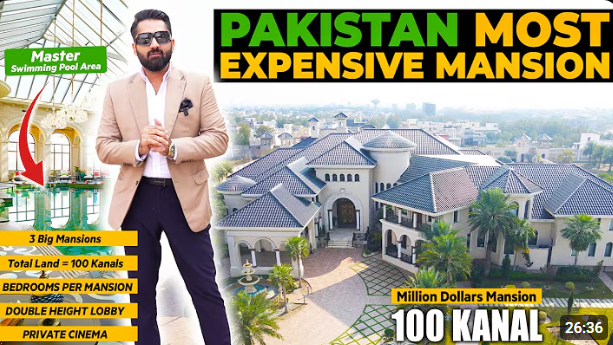 PAKISTAN MOST
EXPENSIVE MANSION
Master
Swimming Pool Area
3 Big Mansions
Total Land = 100 Kanals
BEDROOMS PER MANSION
DOUBLE HEIGHT LOBBY
PRIVATE CINEMA
Million Dollars Mansion
100 KANAL
26:36